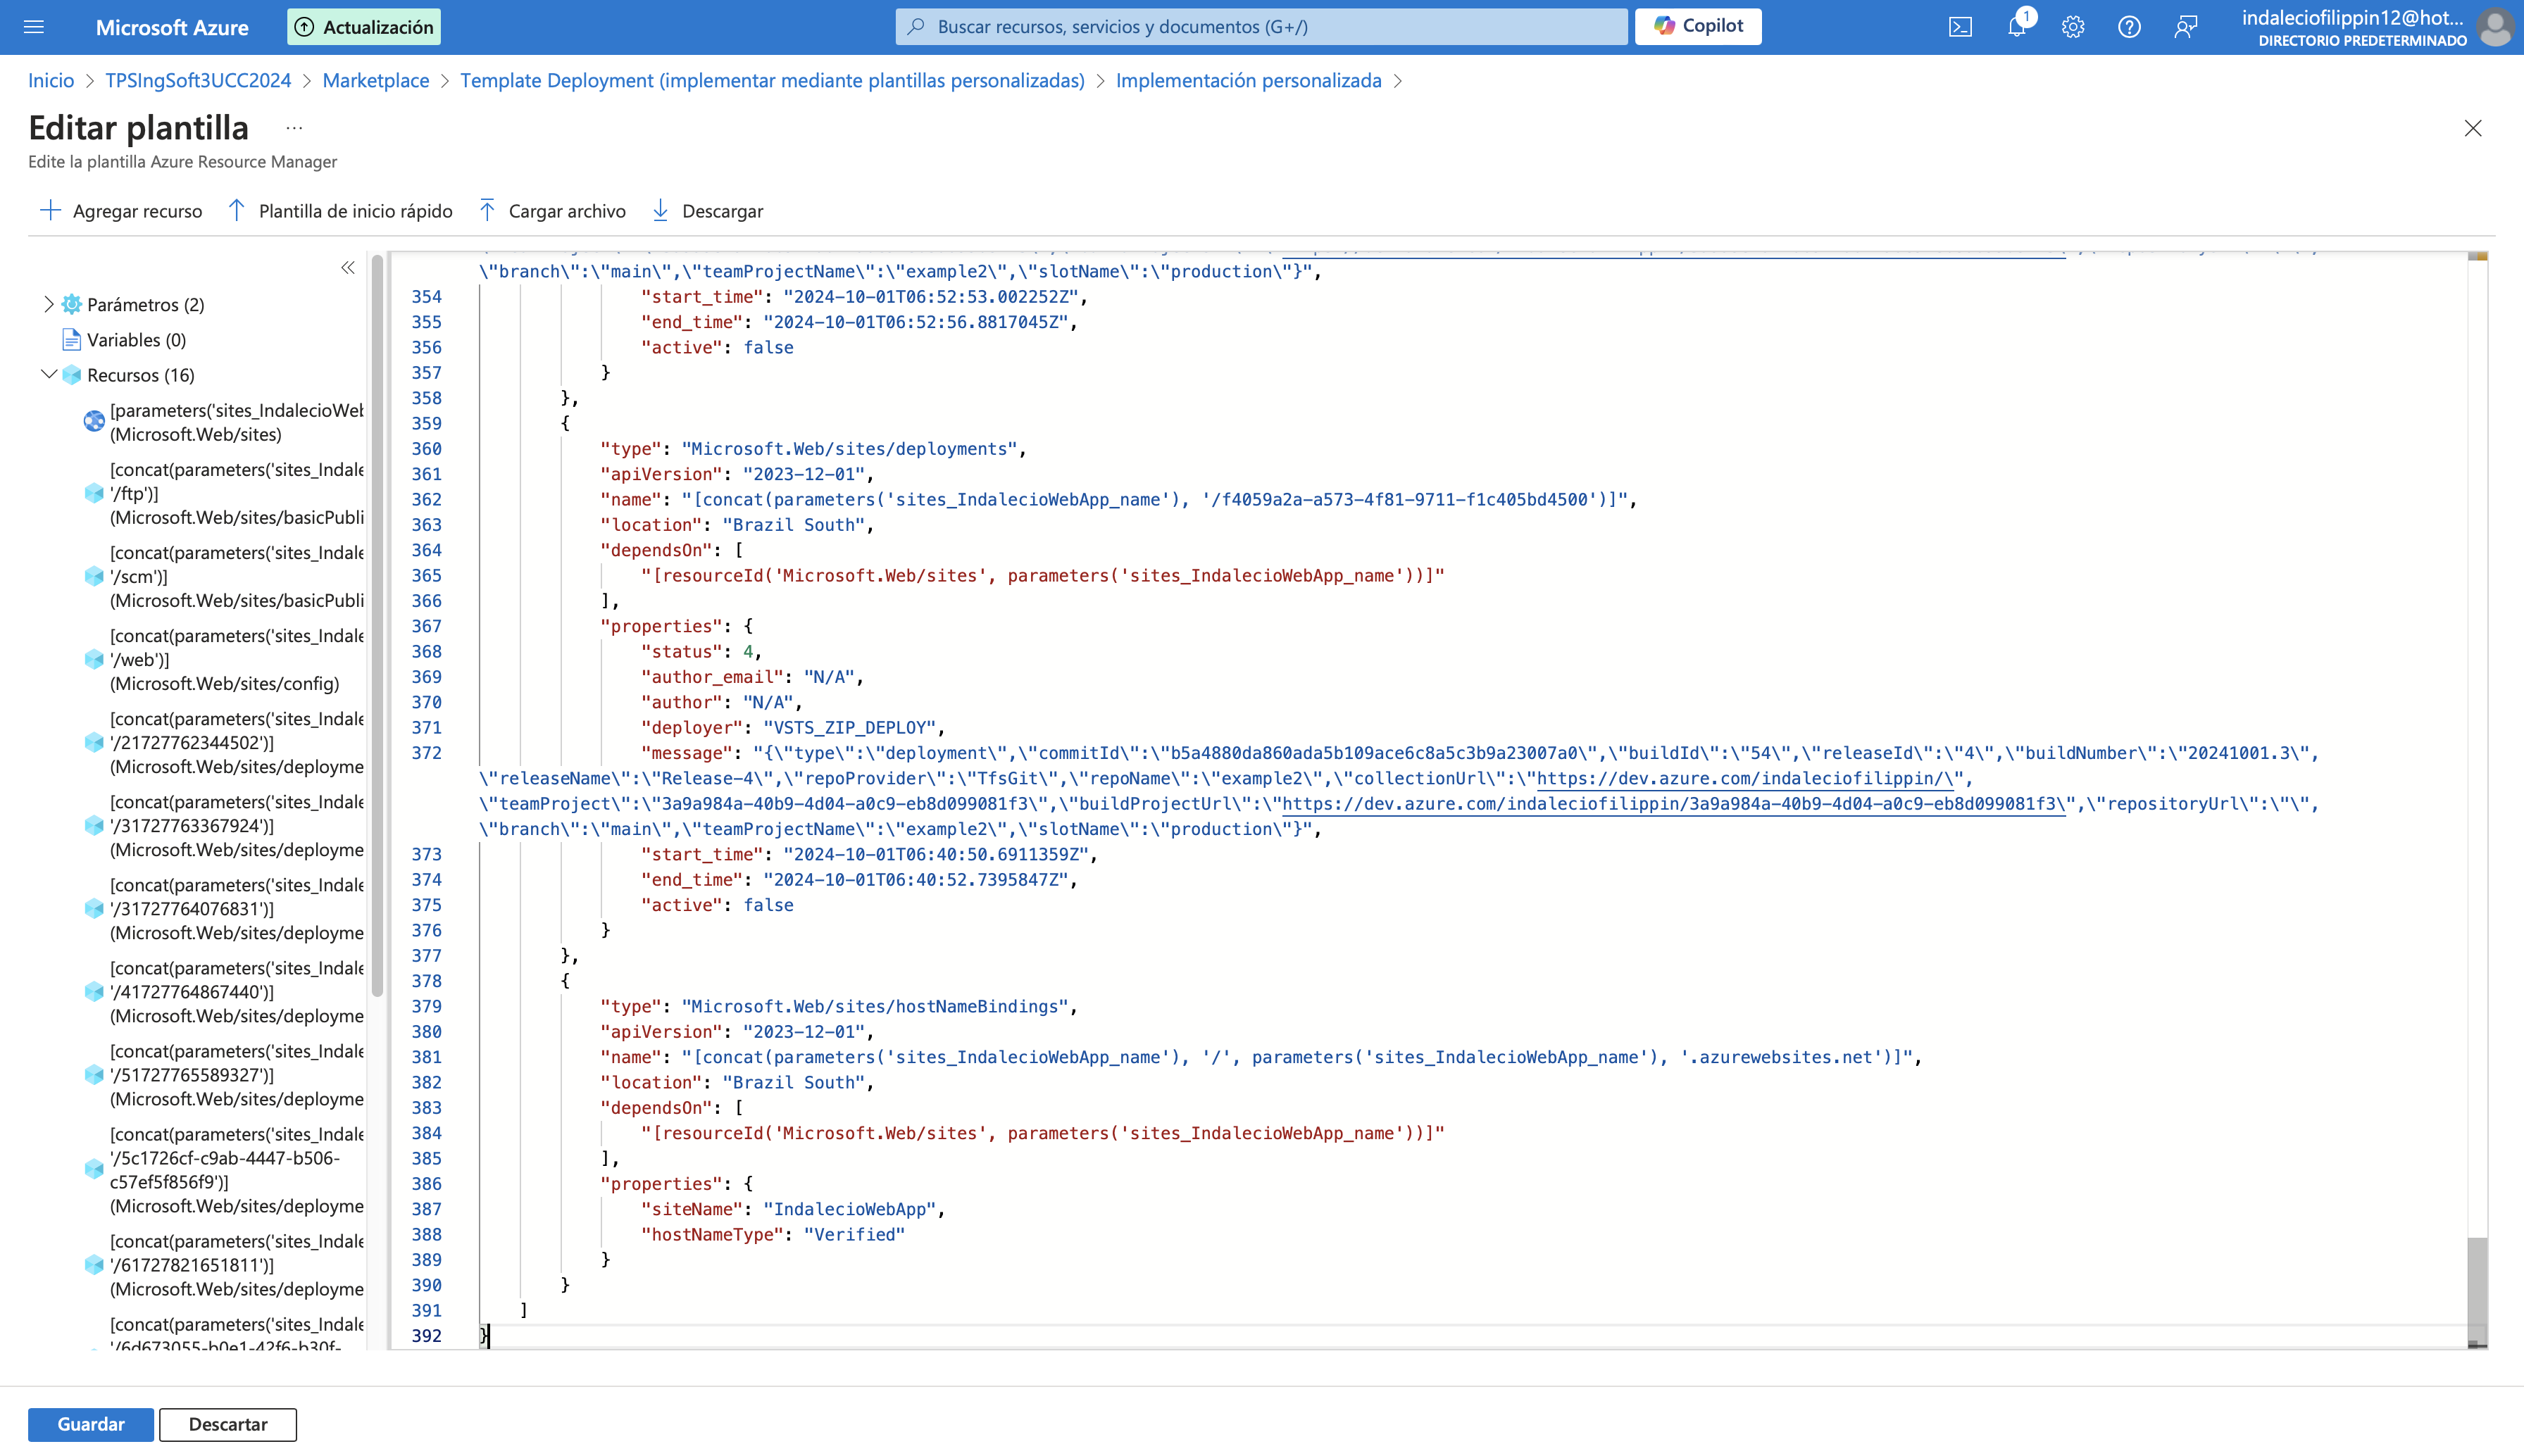 Microsoft Azure
Actualización
Buscar recursos, servicios y documentos (G+/)
Copilot
1
indaleciofilippin12@hot...
DIRECTORIO PREDETERMINADO
Inicio > TPSIngSoft3UCC2024 > Marketplace > Template Deployment (implementar mediante plantillas personalizadas) > Implementación personalizada >
Editar plantilla ...
Edite la plantilla Azure Resource Manager
Agregar recurso Plantilla de inicio rápido Cargar archivo Descargar
Parámetros (2)
Variables (0)
Recursos (16)
[parameters('sites_IndalecioWeb
(Microsoft.Web/sites)
[concat(parameters('sites_Indale
'/ftp')]
(Microsoft.Web/sites/basicPubli
[concat(parameters('sites_Indale
'/scm')]
(Microsoft.Web/sites/basicPubli
[concat(parameters('sites_Indale
'/web')]
(Microsoft.Web/sites/config)
[concat(parameters('sites_Indale
'/21727762344502')]
(Microsoft.Web/sites/deployme
[concat(parameters('sites_Indale
'/31727763367924')]
(Microsoft.Web/sites/deployme
[concat(parameters('sites_Indale
'/31727764076831')]
(Microsoft.Web/sites/deployme
[concat(parameters('sites_Indale
'/41727764867440')]
(Microsoft.Web/sites/deployme
[concat(parameters('sites_Indale
'/51727765589327')]
(Microsoft.Web/sites/deployme
[concat(parameters('sites_Indale
'/5c1726cf-c9ab-4447-b506-
c57ef5f856f9')]
(Microsoft.Web/sites/deployme
[concat(parameters('sites_Indale
'/61727821651811')]
(Microsoft.Web/sites/deployme
[concat(parameters('sites_Indale
'/6d673055-b0e1-42f6-b30f-
\"branch\":\"main\",\"teamProjectName\":\"example2\",\"slotName\":\"production\"}",
354 "start_time": "2024-10-01T06:52:53.002252Z",
355 "end_time": "2024-10-01T06:52:56.8817045Z",
356 "active": false
357 }
358 },
359 {
360 "type": "Microsoft.Web/sites/deployments",
361 "apiVersion": "2023-12-01",
362 "name": "[concat(parameters('sites_IndalecioWebApp_name'), '/f4059a2a-a573-4f81-9711-f1c405bd4500')]",
363 "location": "Brazil South",
364 "dependsOn": [
365 "[resourceId('Microsoft.Web/sites', parameters('sites_IndalecioWebApp_name'))]"
366 ],
367 "properties": {
368 "status": 4,
369 "author_email": "N/A",
370 "author": "N/A",
371 "deployer": "VSTS_ZIP_DEPLOY",
372 "message": "{\"type\":\"deployment\",\"commitId\":\"b5a4880da860ada5b109ace6c8a5c3b9a23007a0\",\"buildId\":\"54\",\"releaseId\":\"4\",\"buildNumber\":\"20241001.3\",
\"releaseName\":\"Release-4\",\"repoProvider\":\"TfsGit\",\"repoName\":\"example2\",\"collectionUrl\":\"https://dev.azure.com/indaleciofilippin/\",
\"teamProject\":\"3a9a984a-40b9-4d04-a0c9-eb8d099081f3\",\"buildProjectUrl\":\"https://dev.azure.com/indaleciofilippin/3a9a984a-40b9-4d04-a0c9-eb8d099081f3\",\"repositoryUrl\":\"\",
\"branch\":\"main\",\"teamProjectName\":\"example2\",\"slotName\":\"production\"}",
373 "start_time": "2024-10-01T06:40:50.6911359Z",
374 "end_time": "2024-10-01T06:40:52.7395847Z",
375 "active": false
376 }
377 },
378 {
379 "type": "Microsoft.Web/sites/hostNameBindings",
380 "apiVersion": "2023-12-01",
381 "name": "[concat(parameters('sites_IndalecioWebApp_name'), '/', parameters('sites_IndalecioWebApp_name'), '.azurewebsites.net')]",
382 "location": "Brazil South",
383 "dependsOn": [
384 "[resourceId('Microsoft.Web/sites', parameters('sites_IndalecioWebApp_name'))]"
385 ],
386 "properties": {
387 "siteName": "IndalecioWebApp",
388 "hostNameType": "Verified"
389 }
390 }
391 ]
392 }
Guardar
Descartar